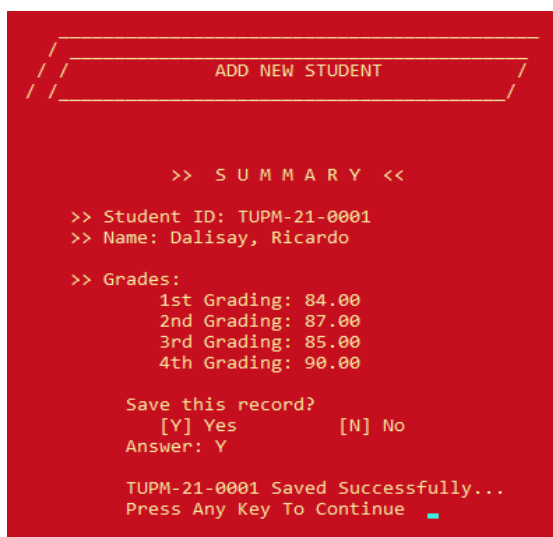 ADD NEW STUDENT
>> S U M M A R Y <<
>> Student ID: TUPM-21-0001
>> Name: Dalisay, Ricardo
>> Grades:
1st Grading: 84.00
2nd Grading: 87.00
3rd Grading: 85.00
4th Grading: 90.00
Save this record?
[Y] Yes [N] No
Answer: Y
TUPM-21-0001 Saved Successfully...
Press Any Key To Continue